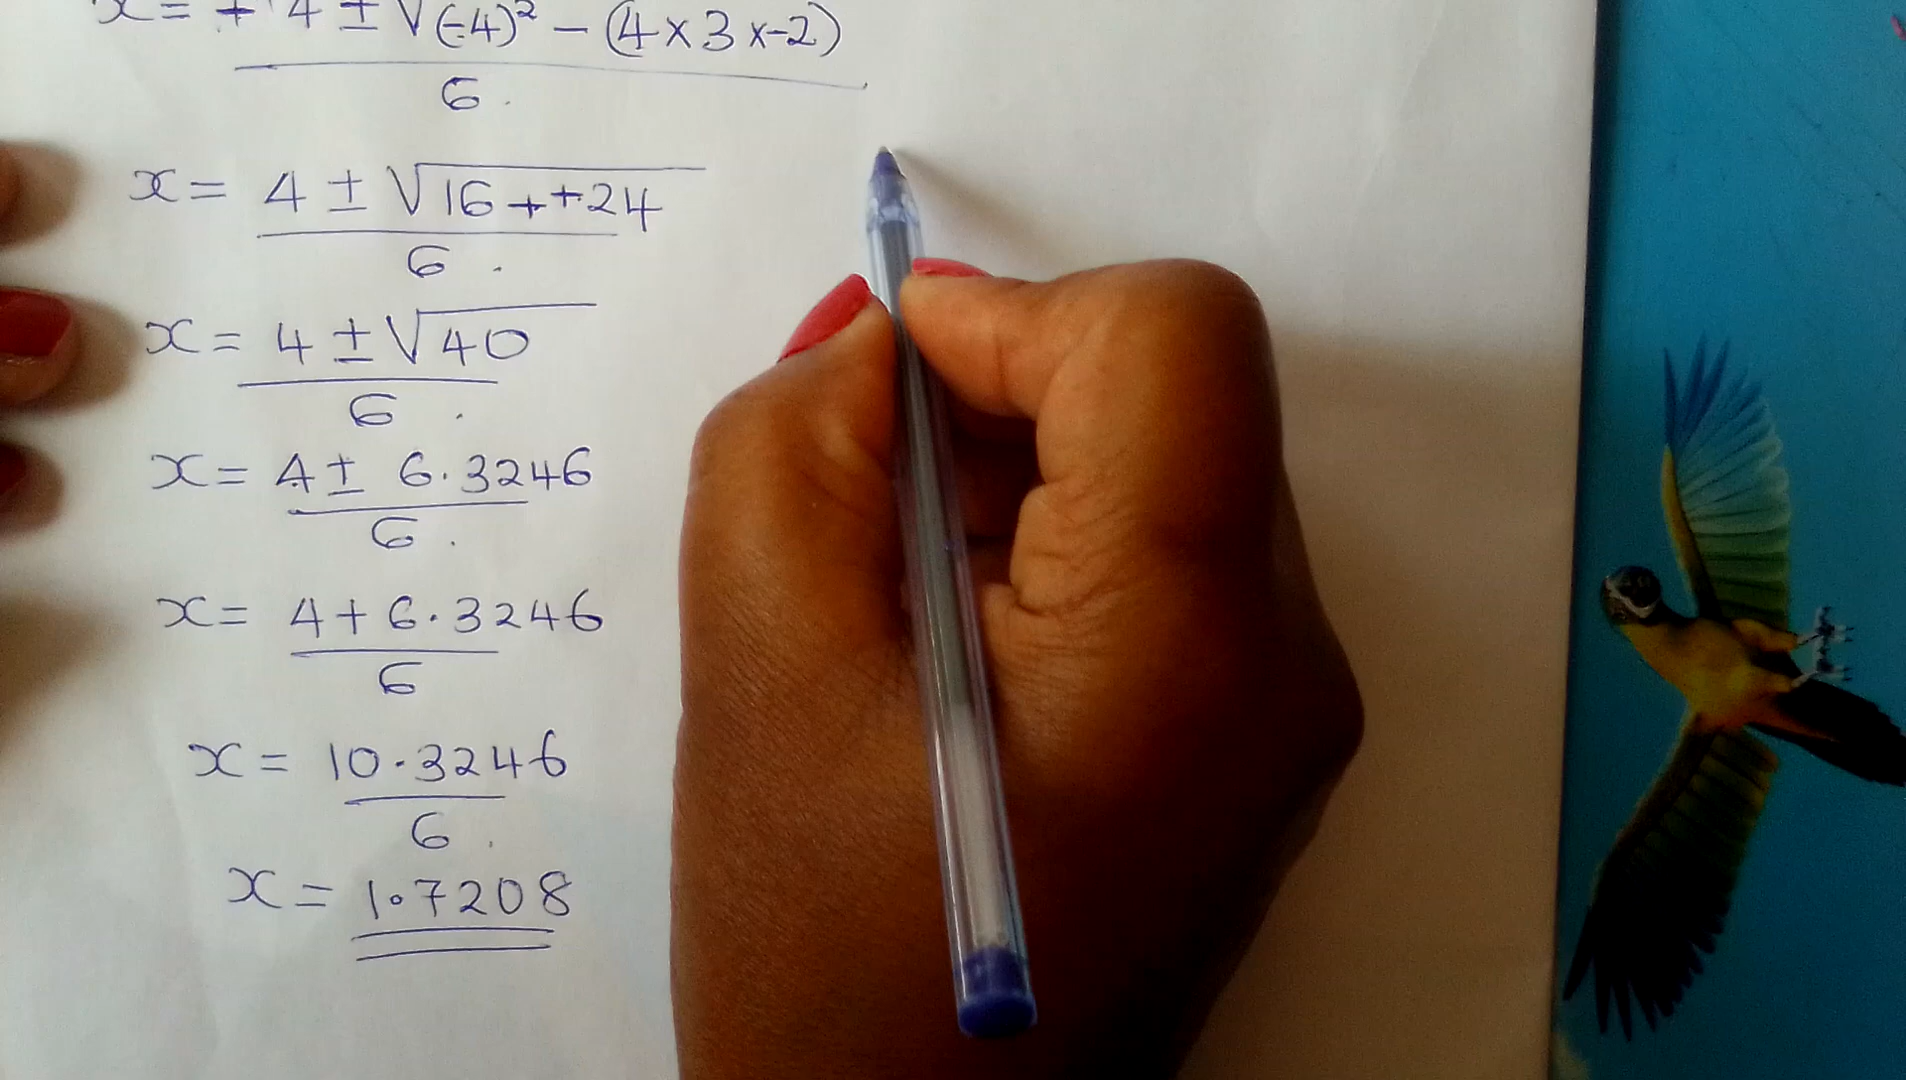 x = + 4 ± √(-4)² - (4 x 3 x -2)
6.
x = 4 ± √16 + +24
6.
x = 4 ± √40
6.
x = 4 ± 6.3246
6.
x = 4 + 6.3246
6
x = 10.3246
6.
x = 1.7208